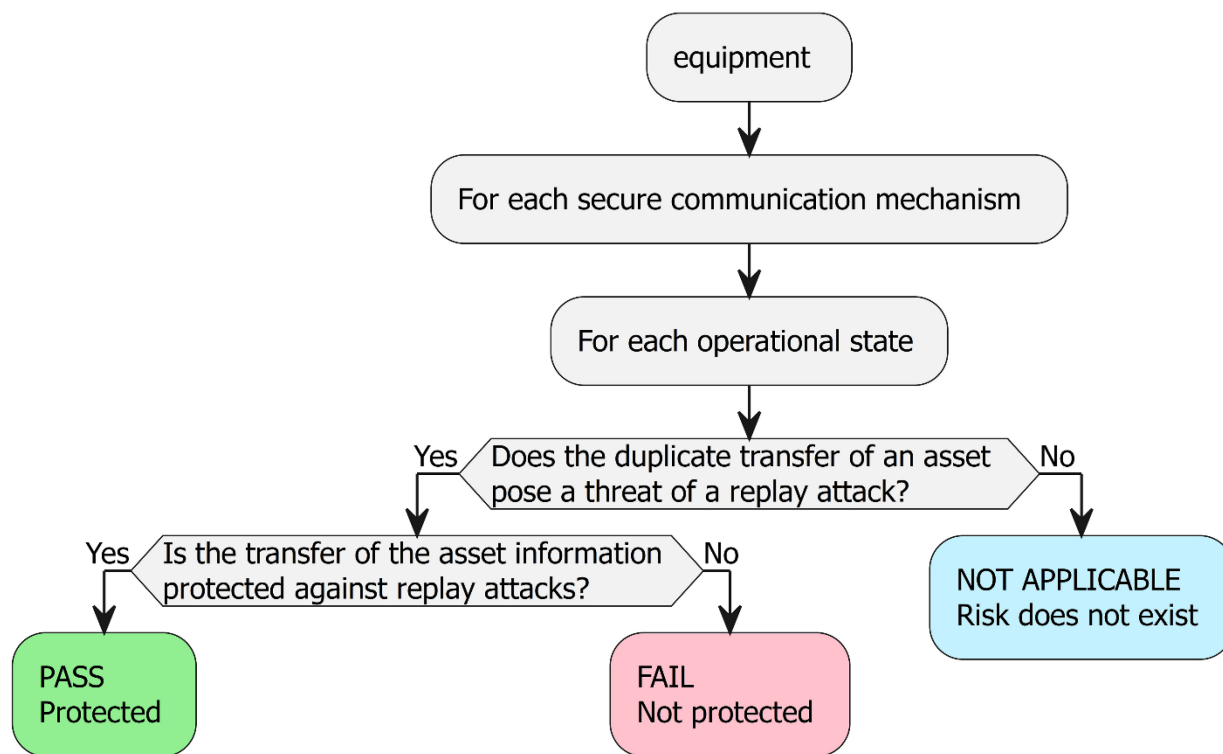 equipment
For each secure communication mechanism
For each operational state
Yes
Does the duplicate transfer of an asset
pose a threat of a replay attack?
No
Yes
Is the transfer of the asset information
protected against replay attacks?
No
NOT APPLICABLE
Risk does not exist
PASS
Protected
FAIL
Not protected